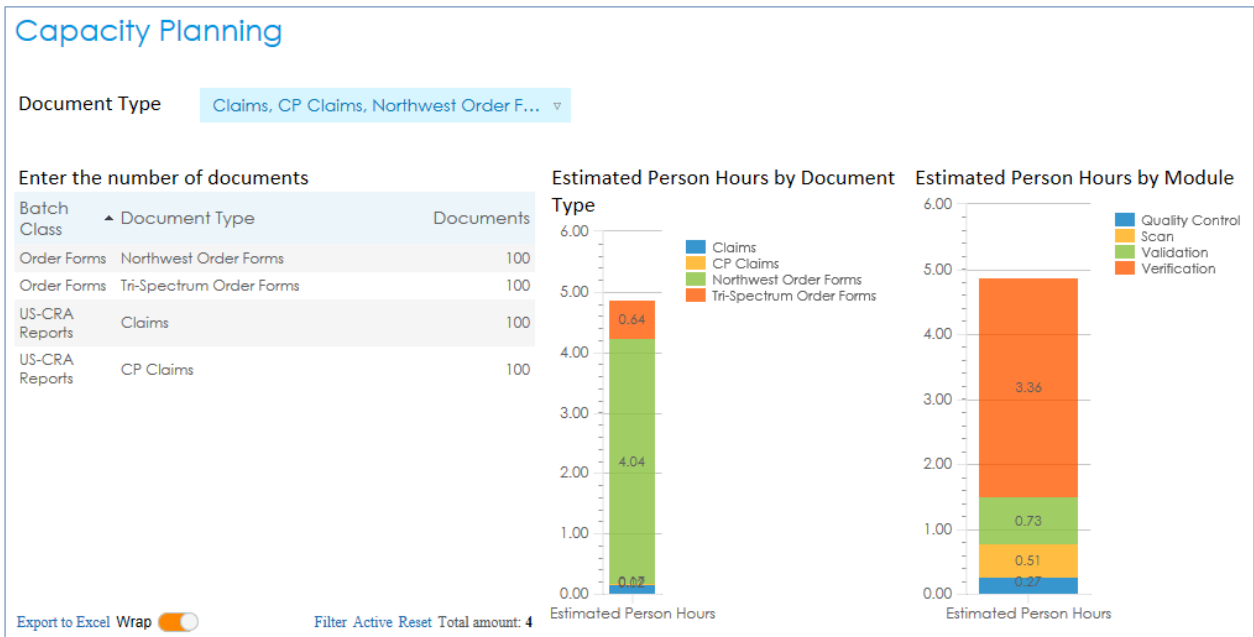 Capacity Planning
Document Type
Claims, CP Claims, Northwest Order F...
Enter the number of documents
Batch Class Document Type Documents
Order Forms Northwest Order Forms 100
Order Forms Tri-Spectrum Order Forms 100
US-CRA Reports Claims 100
US-CRA Reports CP Claims 100
Export to Excel Wrap
Filter Active Reset Total amount: 4
Estimated Person Hours by Document
Type
6.00
5.00
4.00
3.00
2.00
1.00
0.00
Claims
CP Claims
Northwest Order Forms
Tri-Spectrum Order Forms
0.64
4.04
Estimated Person Hours
Estimated Person Hours by Module
6.00
5.00
4.00
3.00
2.00
1.00
0.00
Quality Control
Scan
Validation
Verification
3.36
0.73
0.51
0.27
Estimated Person Hours